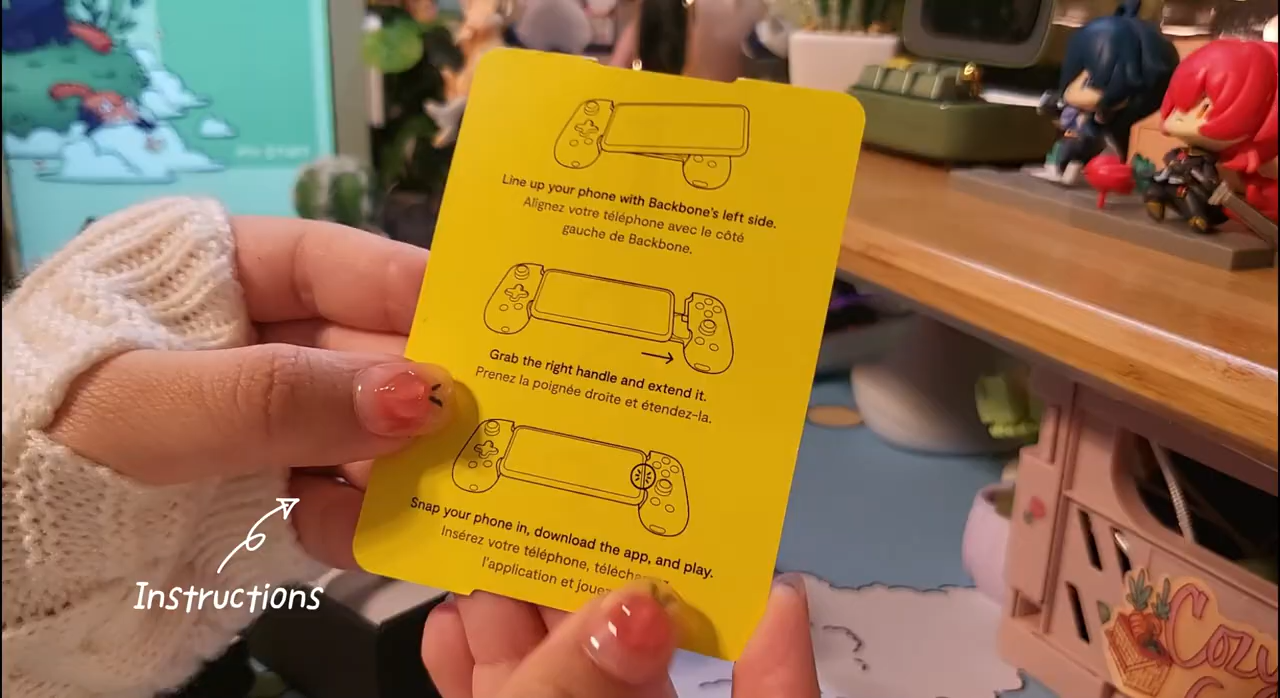 Line up your phone with Backbone's left side.
Alignez votre téléphone avec le côté
gauche de Backbone.
Grab the right handle and extend it.
Prenez la poignée droite et étendez-la.
Snap your phone in, download the app, and play.
Insérez votre téléphone,
l'application et
Instructions
Cozy